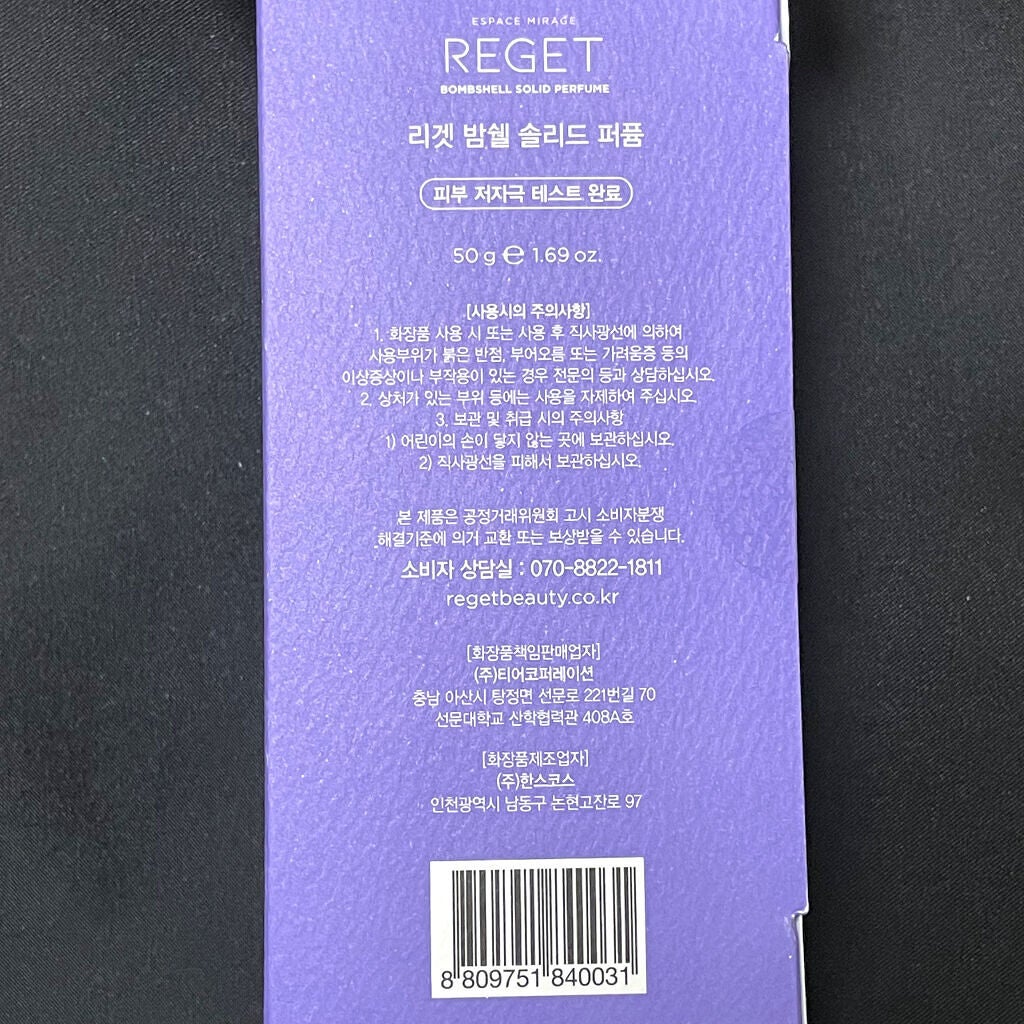 ESPACE MIRAGE
REGET
BOMBSHELL SOLID PERFUME
리겟 밤쉘 솔리드 퍼퓸
피부 저자극 테스트 완료
50 g ℮ 1.69 oz.
[사용시의 주의사항]
1. 화장품 사용 시 또는 사용 후 직사광선에 의하여
사용부위가 붉은 반점, 부어오름 또는 가려움증 등의
이상증상이나 부작용이 있는 경우 전문의 등과 상담하십시오.
2. 상처가 있는 부위 등에는 사용을 자제하여 주십시오.
3. 보관 및 취급 시의 주의사항
1) 어린이의 손이 닿지 않는 곳에 보관하십시오.
2) 직사광선을 피해서 보관하십시오.
본 제품은 공정거래위원회 고시 소비자분쟁
해결기준에 의거 교환 또는 보상받을 수 있습니다.
소비자 상담실 : 070-8822-1811
regetbeauty.co.kr
[화장품책임판매업자]
(주)티어코퍼레이션
충남 아산시 탕정면 선문로 221번길 70
선문대학교 산학협력관 408A호
[화장품제조업자]
(주)한스코스
인천광역시 남동구 논현고잔로 97
8 809751 840031